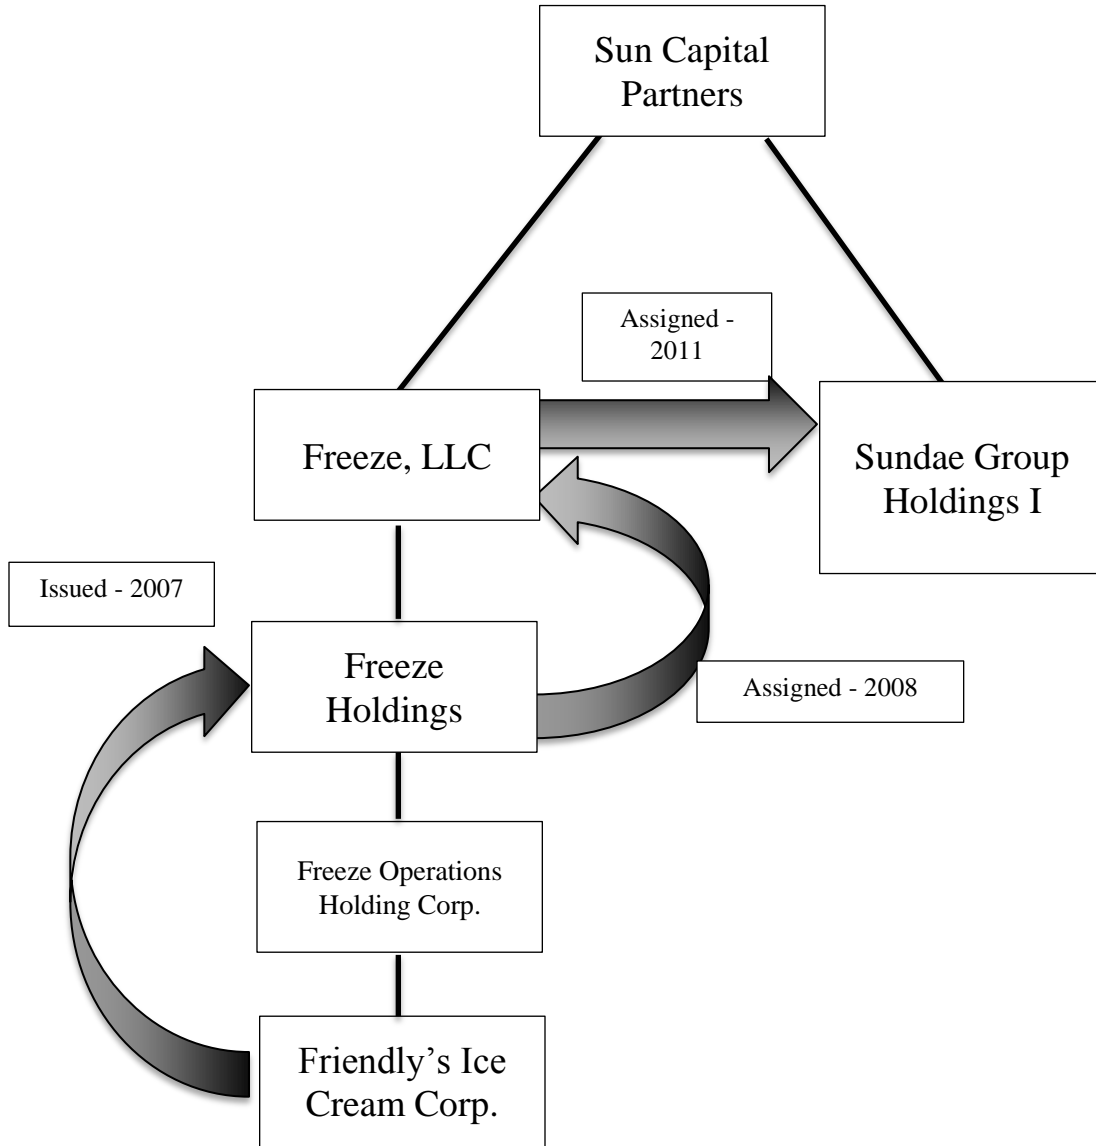 Sun Capital
Partners
Assigned -
2011
Freeze, LLC
Sundae Group
Holdings I
Issued - 2007
Freeze
Holdings
Assigned - 2008
Freeze Operations
Holding Corp.
Friendly’s Ice
Cream Corp.